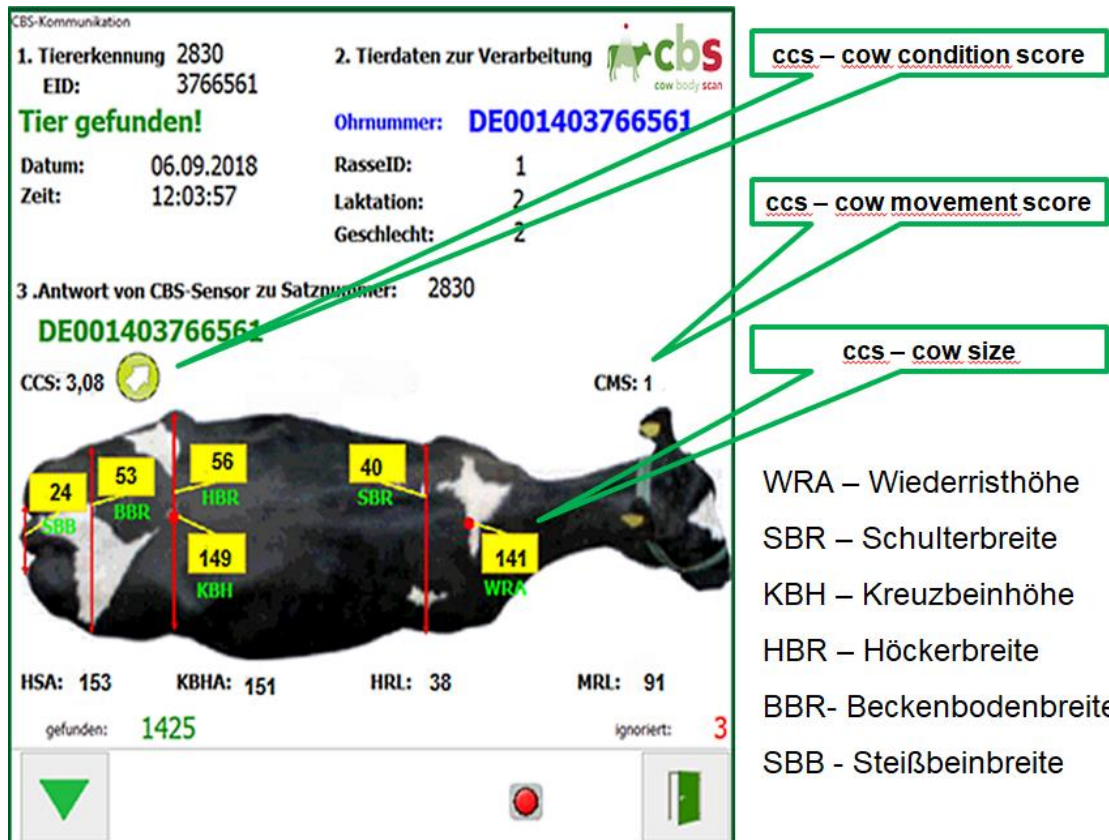 CBS-Kommunikation
1. Tiererkennung 2830
EID: 3766561
Tier gefunden!
Datum: 06.09.2018
Zeit: 12:03:57
2. Tierdaten zur Verarbeitung
cbs
cow body scan
Ohrnummer: DE001403766561
RasseID: 1
Laktation: 2
Geschlecht: 2
3 .Antwort von CBS-Sensor zu Satznummer: 2830
DE001403766561
CCS: 3,08
CMS: 1
24
SBB
53
BBR
56
HBR
149
KBH
40
SBR
141
WRA
HSA: 153 KBHA: 151 HRL: 38 MRL: 91
gefunden: 1425 ignoriert: 3
ccs – cow condition score
ccs – cow movement score
ccs – cow size
WRA – Wiederristhöhe
SBR – Schulterbreite
KBH – Kreuzbeinhöhe
HBR – Höckerbreite
BBR- Beckenbodenbreite
SBB - Steißbeinbreite